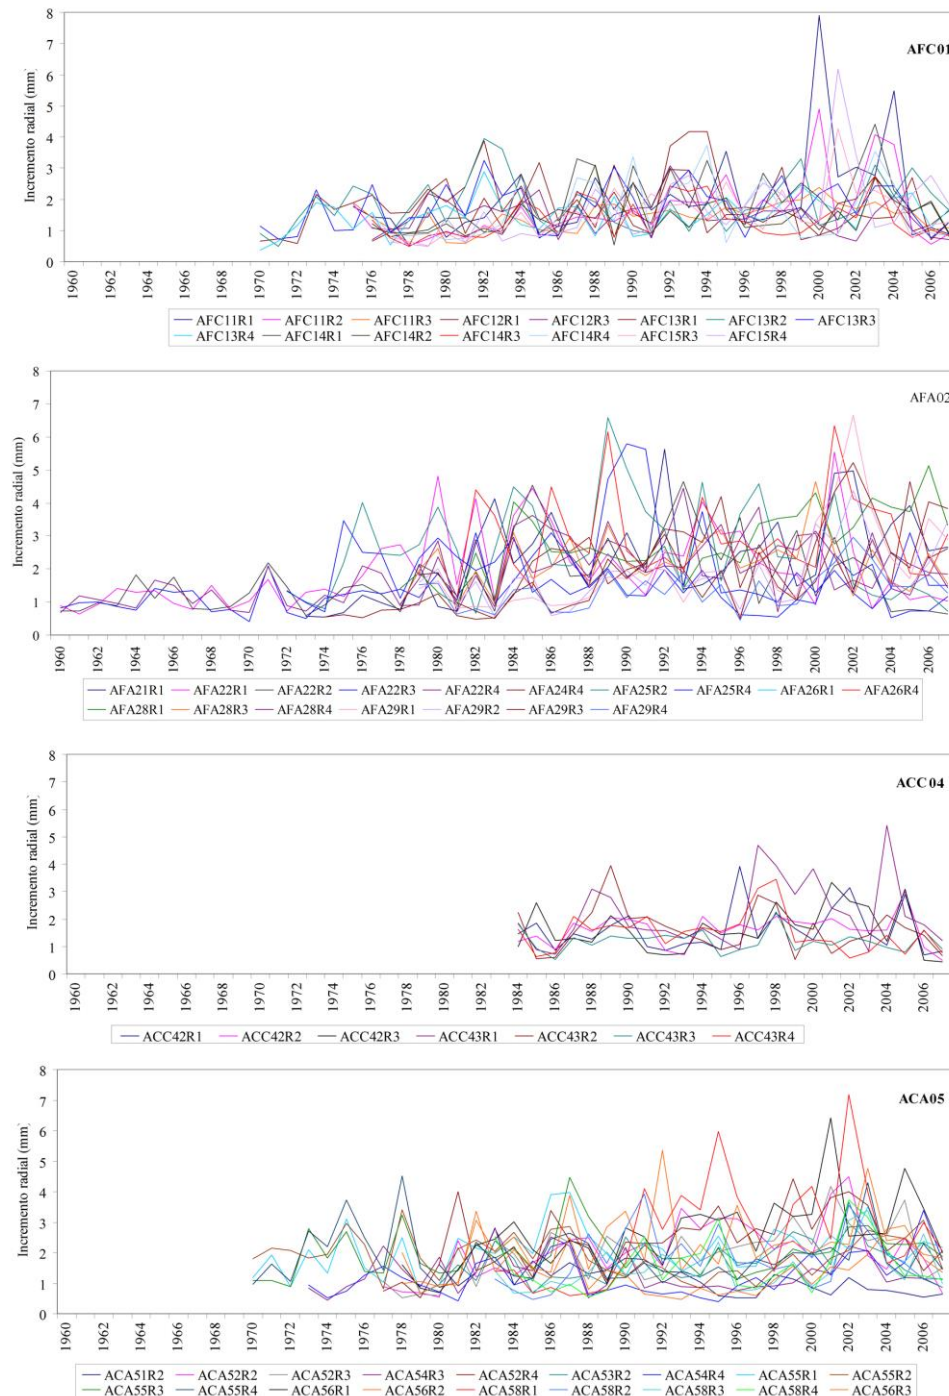 AFC01
Incremento radial (mm)
8
7
6
5
4
3
2
1
0
1960 1962 1964 1966 1968 1970 1972 1974 1976 1978 1980 1982 1984 1986 1988 1990 1992 1994 1996 1998 2000 2002 2004 2006
AFC11R1 AFC11R2 AFC11R3 AFC12R1 AFC12R3 AFC13R1 AFC13R2 AFC13R3
AFC13R4 AFC14R1 AFC14R2 AFC14R3 AFC14R4 AFC15R3 AFC15R4
AFA02
Incremento radial (mm)
8
7
6
5
4
3
2
1
0
1960 1962 1964 1966 1968 1970 1972 1974 1976 1978 1980 1982 1984 1986 1988 1990 1992 1994 1996 1998 2000 2002 2004 2006
AFA21R1 AFA22R1 AFA22R2 AFA22R3 AFA22R4 AFA24R4 AFA25R2 AFA25R4 AFA26R1 AFA26R4
AFA28R1 AFA28R3 AFA28R4 AFA29R1 AFA29R2 AFA29R3 AFA29R4
ACC04
Incremento radial (mm)
8
7
6
5
4
3
2
1
0
1960 1962 1964 1966 1968 1970 1972 1974 1976 1978 1980 1982 1984 1986 1988 1990 1992 1994 1996 1998 2000 2002 2004 2006
ACC42R1 ACC42R2 ACC42R3 ACC43R1 ACC43R2 ACC43R3 ACC43R4
ACA05
Incremento radial (mm)
8
7
6
5
4
3
2
1
0
1960 1962 1964 1966 1968 1970 1972 1974 1976 1978 1980 1982 1984 1986 1988 1990 1992 1994 1996 1998 2000 2002 2004 2006
ACA51R2 ACA52R2 ACA52R3 ACA54R3 ACA52R4 ACA53R2 ACA54R4 ACA55R1 ACA55R2
ACA55R3 ACA55R4 ACA56R1 ACA56R2 ACA58R1 ACA58R2 ACA58R3 ACA58R4 ACA56R3